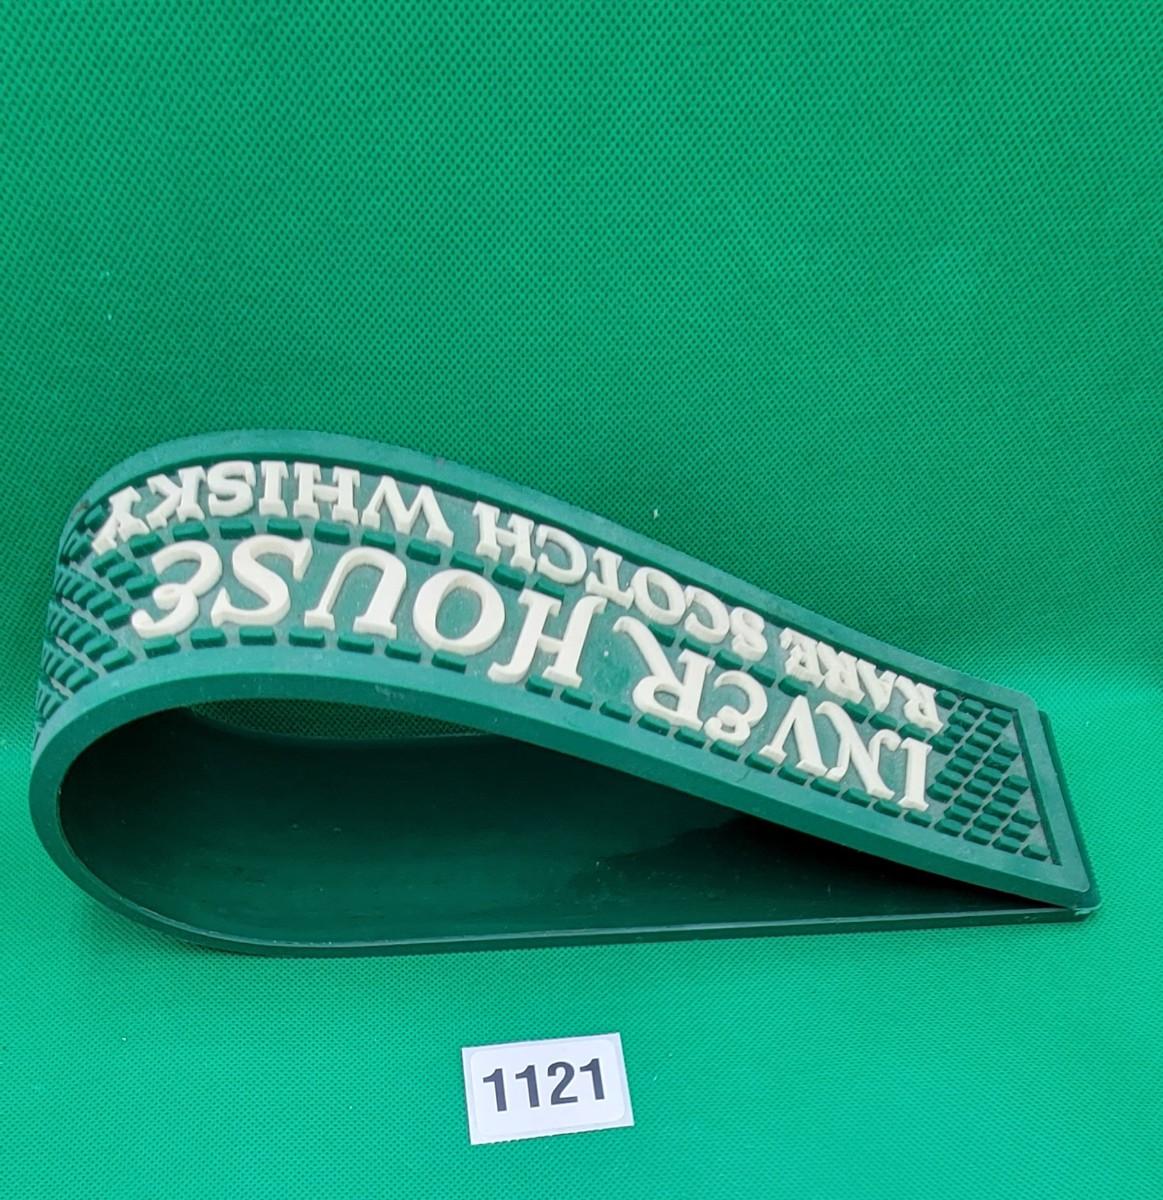 INVER HOUSE
RARE SCOTCH WHISKY
1121